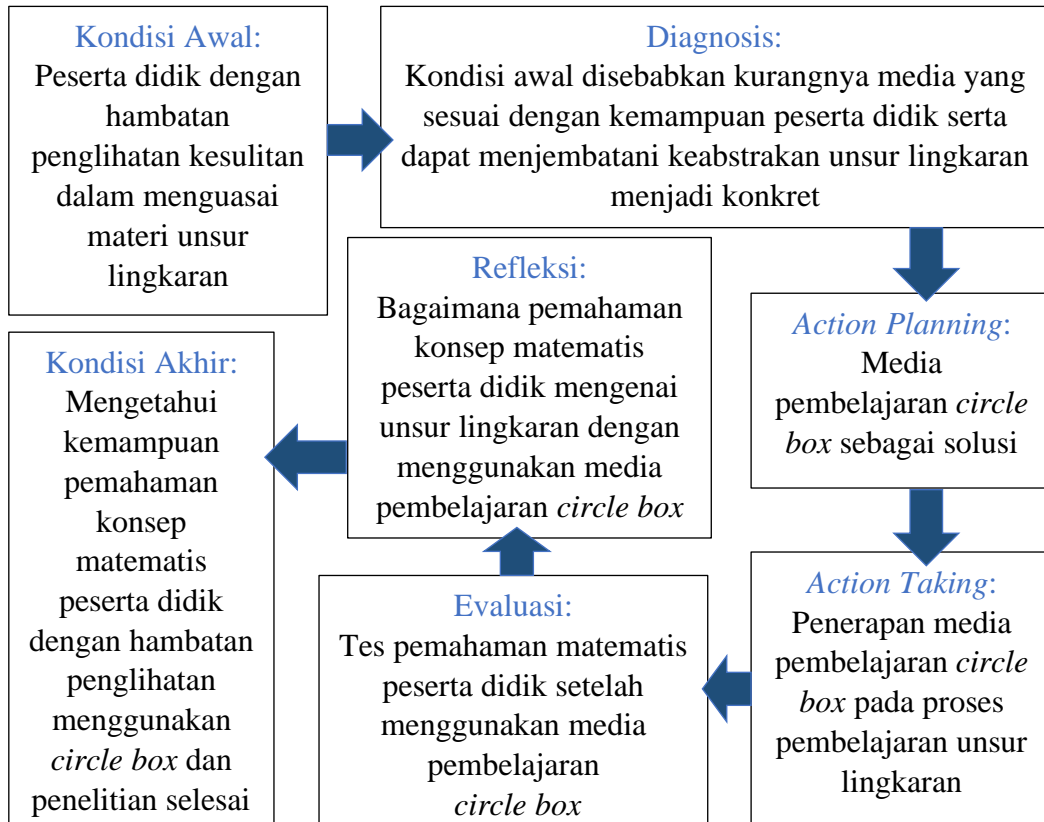 Kondisi Awal:
Peserta didik dengan
hambatan
penglihatan kesulitan
dalam menguasai
materi unsur
lingkaran
Diagnosis:
Kondisi awal disebabkan kurangnya media yang
sesuai dengan kemampuan peserta didik serta
dapat menjembatani keabstrakan unsur lingkaran
menjadi konkret
Action Planning:
Media
pembelajaran circle
box sebagai solusi
Action Taking:
Penerapan media
pembelajaran circle
box pada proses
pembelajaran unsur
lingkaran
Evaluasi:
Tes pemahaman matematis
peserta didik setelah
menggunakan media
pembelajaran
circle box
Refleksi:
Bagaimana pemahaman
konsep matematis
peserta didik mengenai
unsur lingkaran dengan
menggunakan media
pembelajaran circle box
Kondisi Akhir:
Mengetahui
kemampuan
pemahaman
konsep
matematis
peserta didik
dengan hambatan
penglihatan
menggunakan
circle box dan
penelitian selesai